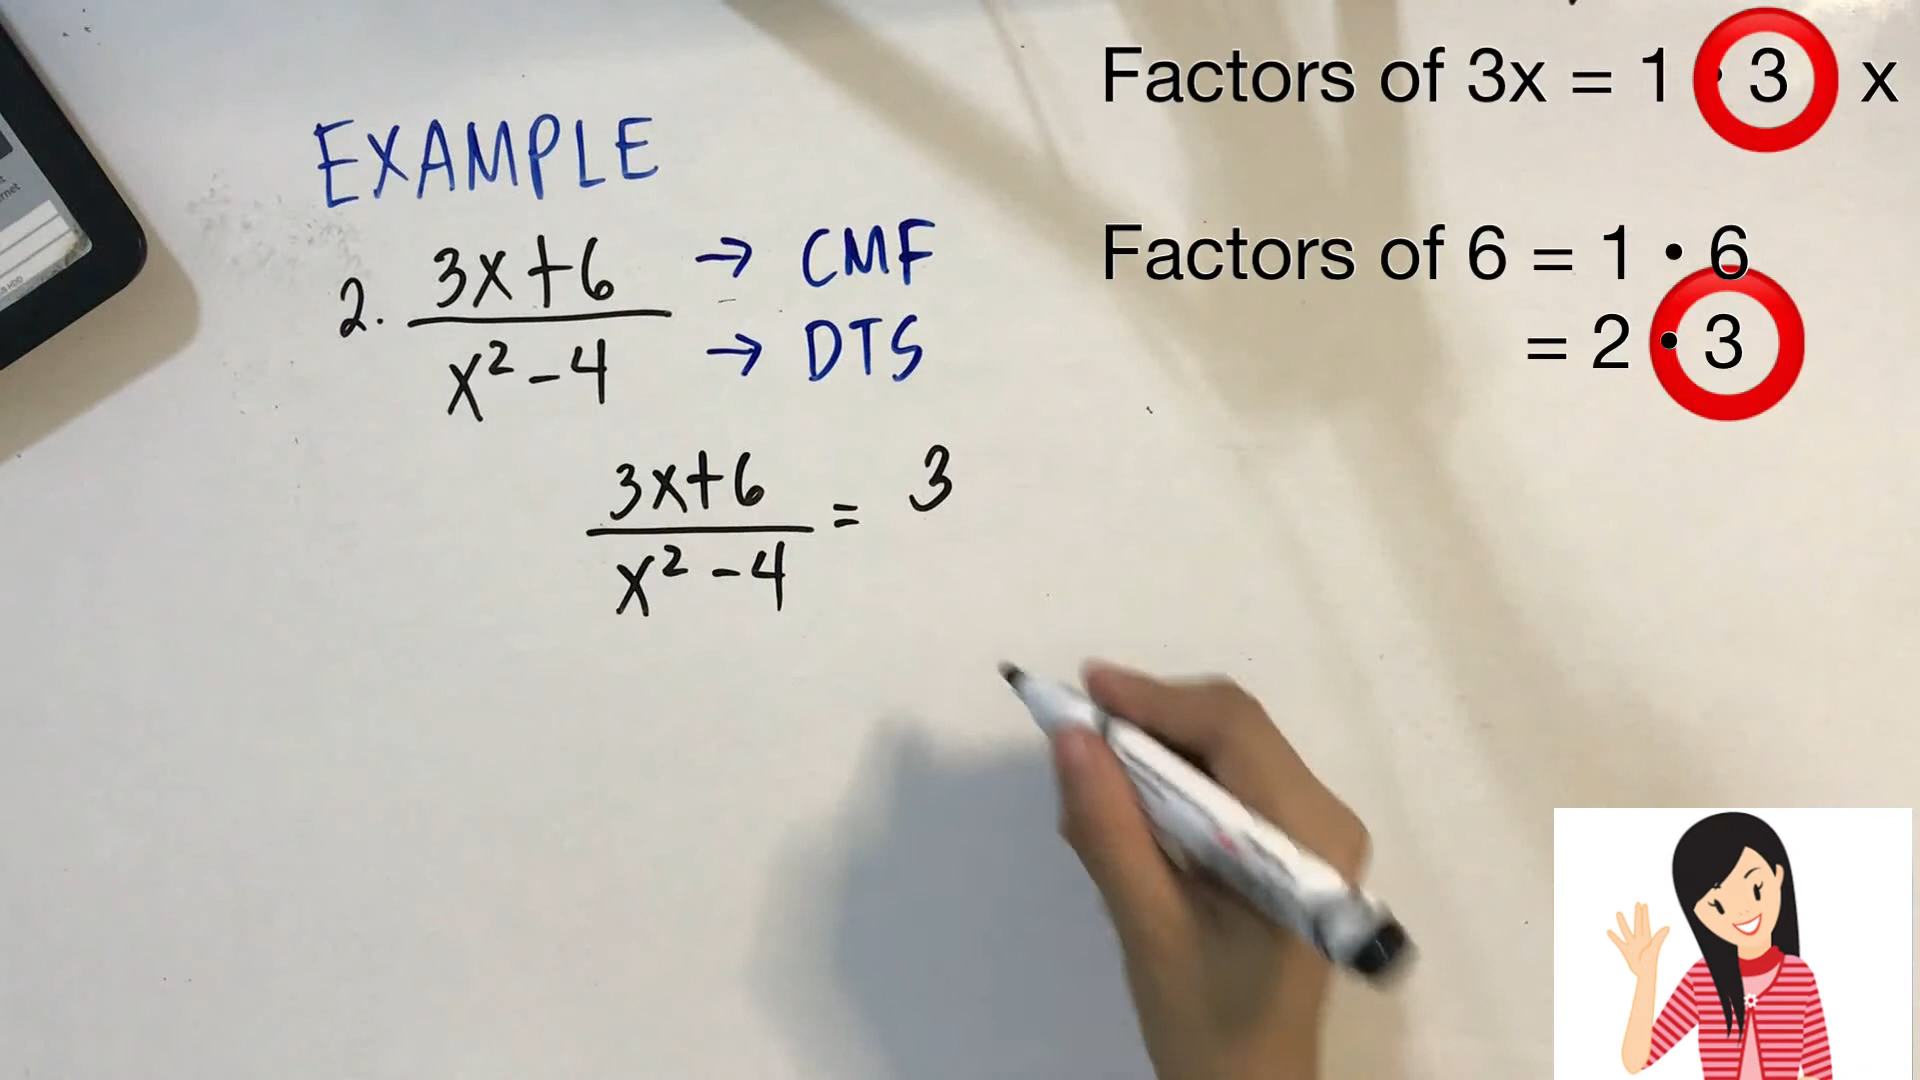 EXAMPLE
2. 3x+6 → CMF
x² - 4 → DTS
3x+6 = 3
x² - 4
Factors of 3x = 1 • 3 x
Factors of 6 = 1 • 6
= 2 • 3